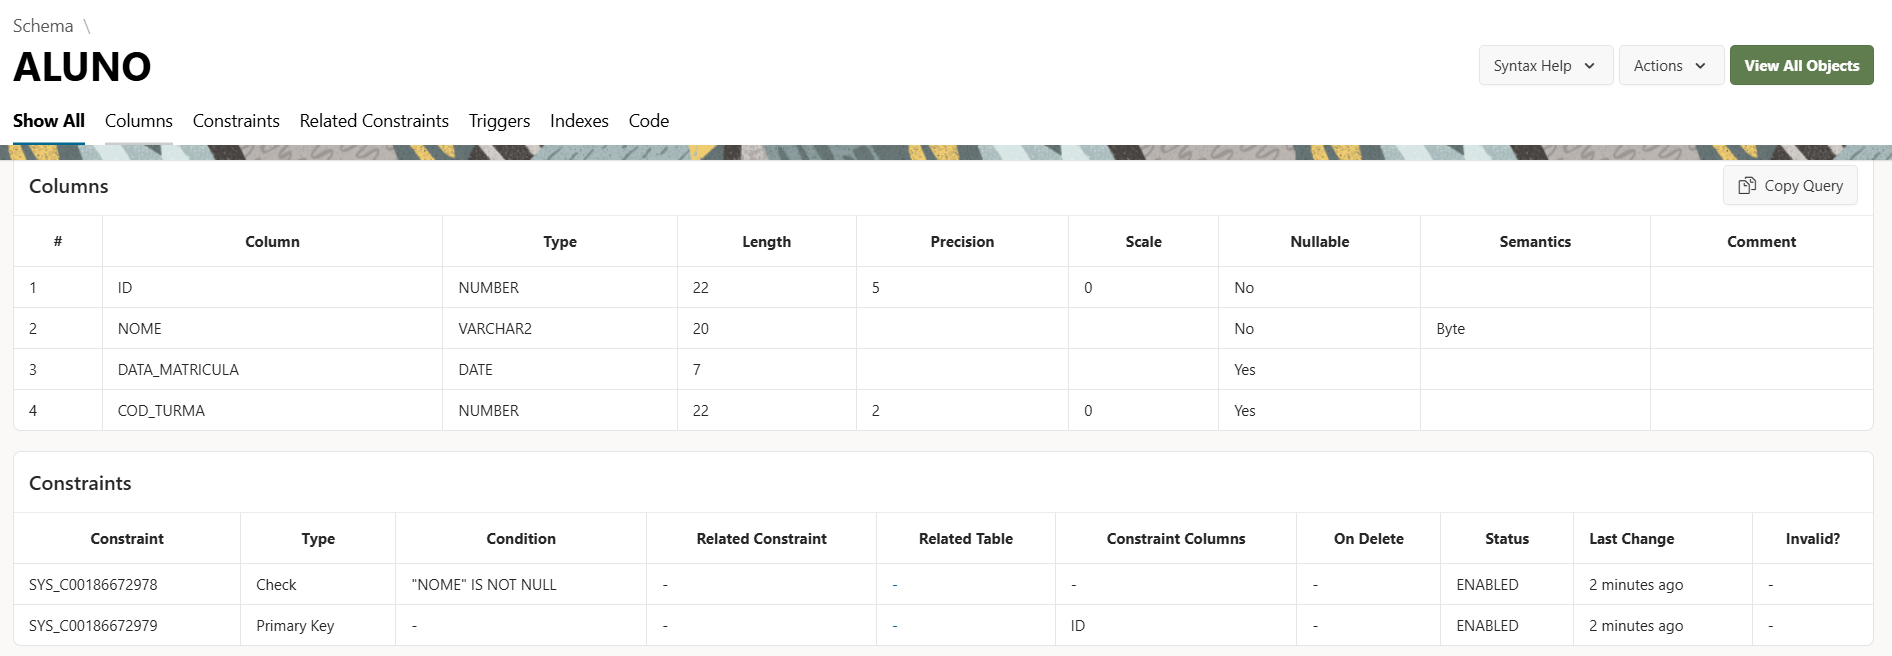 Schema \
ALUNO
Syntax Help
Actions
View All Objects
Show All Columns Constraints Related Constraints Triggers Indexes Code
Columns
Copy Query
# Column Type Length Precision Scale Nullable Semantics Comment
1 ID NUMBER 22 5 0 No
2 NOME VARCHAR2 20 No Byte
3 DATA_MATRICULA DATE 7 Yes
4 COD_TURMA NUMBER 22 2 0 Yes
Constraints
Constraint Type Condition Related Constraint Related Table Constraint Columns On Delete Status Last Change Invalid?
SYS_C00186672978 Check "NOME" IS NOT NULL - - - - ENABLED 2 minutes ago -
SYS_C00186672979 Primary Key - - - ID - ENABLED 2 minutes ago -